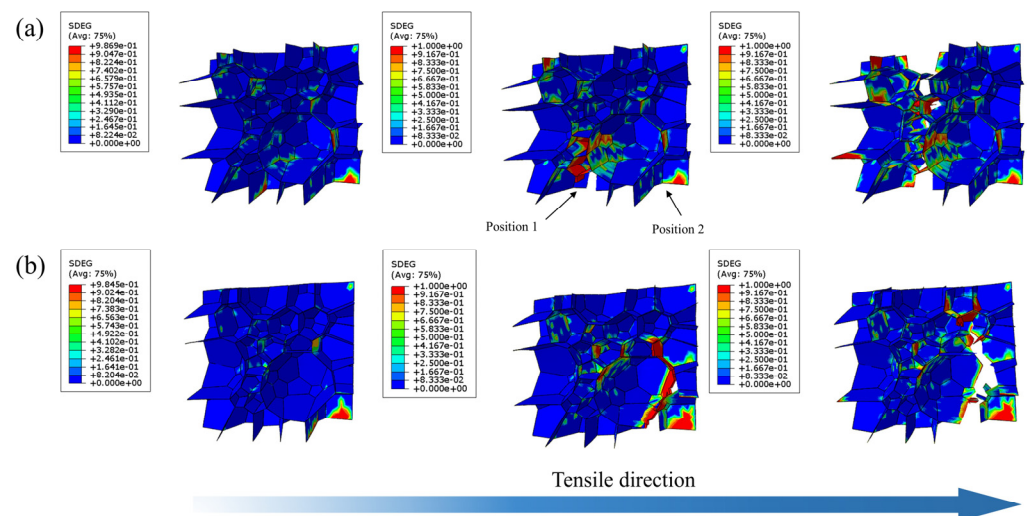 (a)
SDEG
(Avg: 75%)
+9.869e-01
+9.047e-01
+8.224e-01
+7.402e-01
+6.579e-01
+5.757e-01
+4.935e-01
+4.112e-01
+3.290e-01
+2.467e-01
+1.645e-01
+8.224e-02
+0.000e+00
SDEG
(Avg: 75%)
+1.000e+00
+9.167e-01
+8.333e-01
+7.500e-01
+6.667e-01
+5.833e-01
+5.000e-01
+4.167e-01
+3.333e-01
+2.500e-01
+1.667e-01
+8.333e-02
+0.000e+00
SDEG
(Avg: 75%)
+1.000e+00
+9.167e-01
+8.333e-01
+7.500e-01
+6.667e-01
+5.833e-01
+5.000e-01
+4.167e-01
+3.333e-01
+2.500e-01
+1.667e-01
+8.333e-02
+0.000e+00
Position 1
Position 2
(b)
SDEG
(Avg: 75%)
+9.845e-01
+9.024e-01
+8.204e-01
+7.383e-01
+6.563e-01
+5.743e-01
+4.922e-01
+4.102e-01
+3.282e-01
+2.461e-01
+1.641e-01
+8.204e-02
+0.000e+00
SDEG
(Avg: 75%)
+1.000e+00
+9.167e-01
+8.333e-01
+7.500e-01
+6.667e-01
+5.833e-01
+5.000e-01
+4.167e-01
+3.333e-01
+2.500e-01
+1.667e-01
+8.333e-02
+0.000e+00
SDEG
(Avg: 75%)
+1.000e+00
+9.167e-01
+8.333e-01
+7.500e-01
+6.667e-01
+5.833e-01
+5.000e-01
+4.167e-01
+3.333e-01
+2.500e-01
+1.667e-01
+8.333e-02
+0.000e+00
Tensile direction